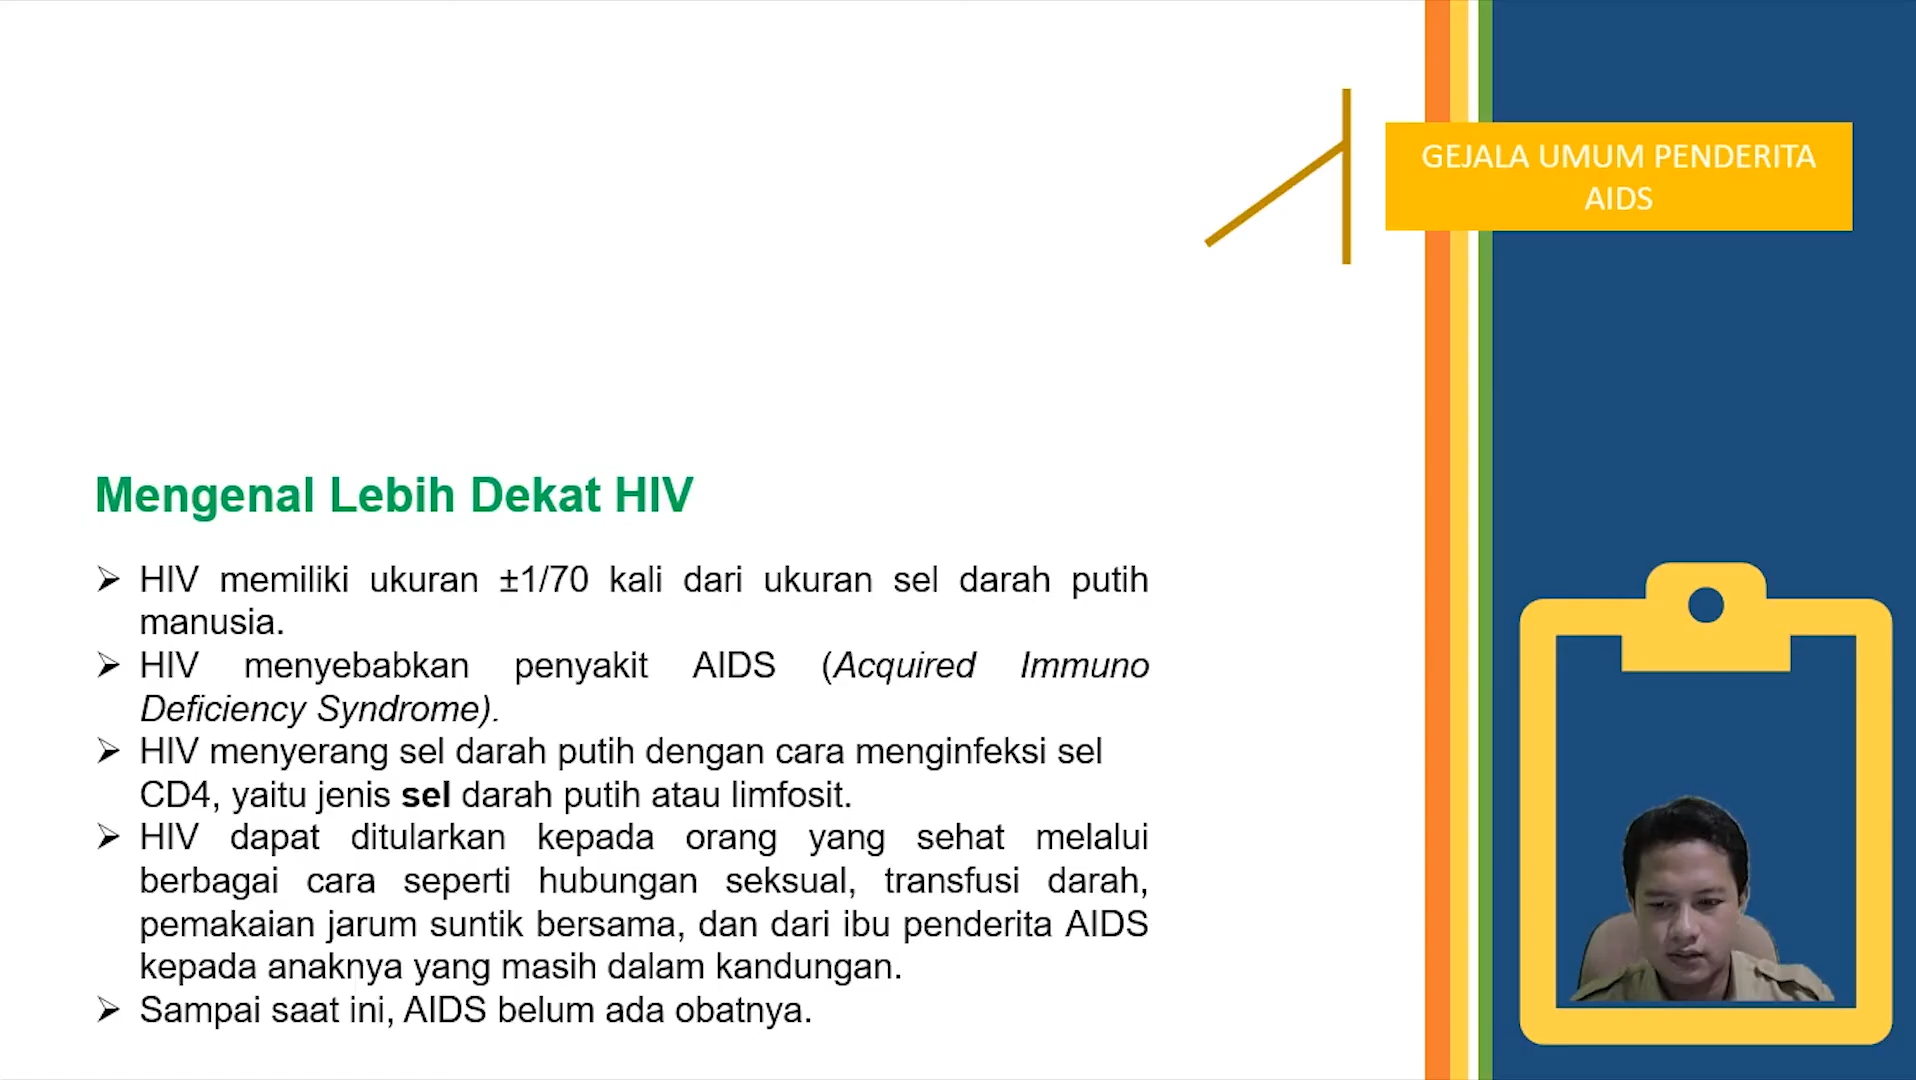 GEJALA UMUM PENDERITA
AIDS
Mengenal Lebih Dekat HIV
➢ HIV memiliki ukuran ±1/70 kali dari ukuran sel darah putih
manusia.
➢ HIV menyebabkan penyakit AIDS (Acquired Immuno
Deficiency Syndrome).
➢ HIV menyerang sel darah putih dengan cara menginfeksi sel
CD4, yaitu jenis sel darah putih atau limfosit.
➢ HIV dapat ditularkan kepada orang yang sehat melalui
berbagai cara seperti hubungan seksual, transfusi darah,
pemakaian jarum suntik bersama, dan dari ibu penderita AIDS
kepada anaknya yang masih dalam kandungan.
➢ Sampai saat ini, AIDS belum ada obatnya.